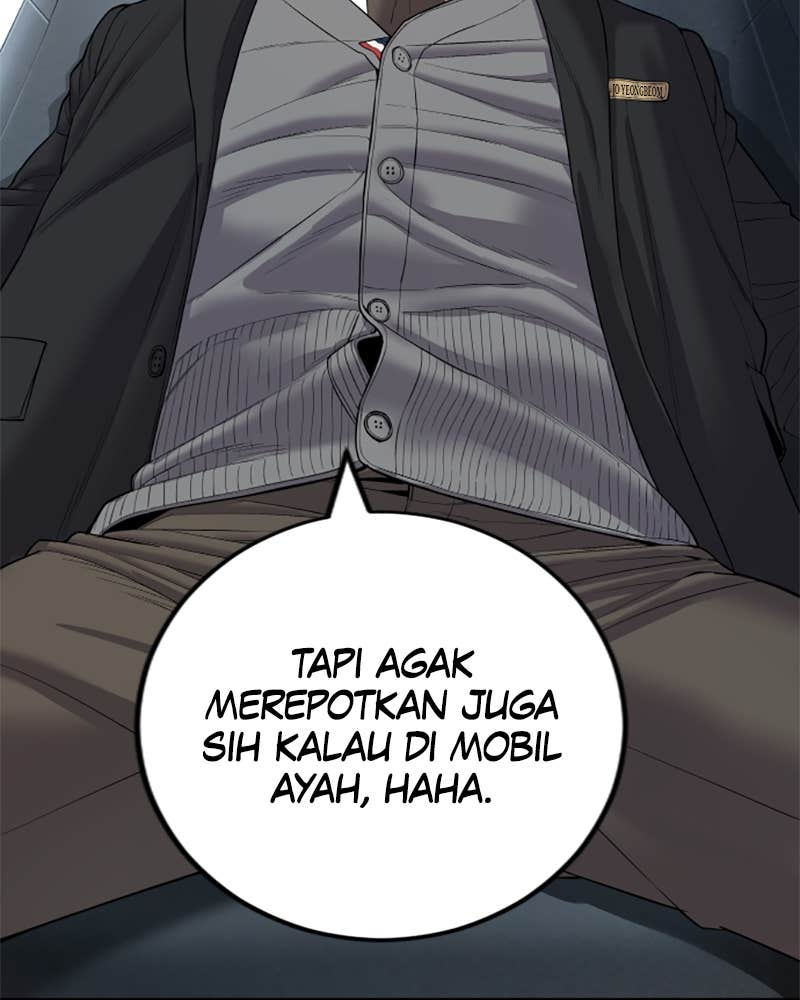 JO YEONGBEOM
TAPI AGAK
MEREPOTKAN JUGA
SIH KALAU DI MOBIL
AYAH, HAHA.